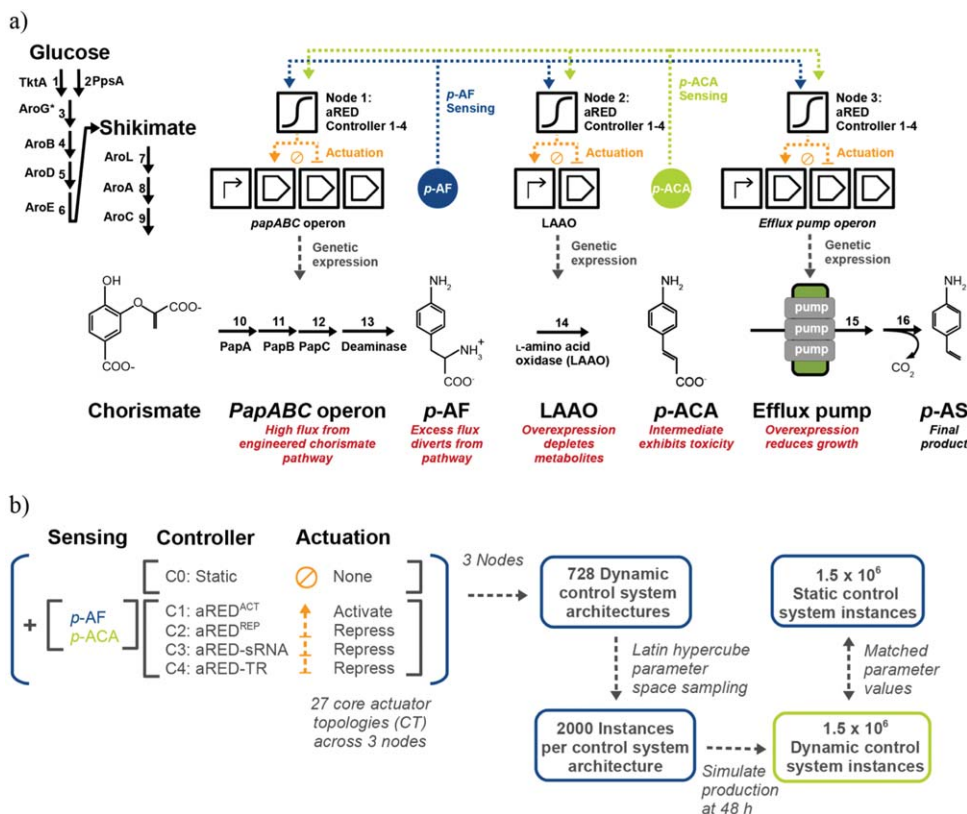 a)
Glucose
TktA 1 2 PpsA
AroG* 3
AroB 4
AroD 5
AroE 6
Shikimate
AroL 7
AroA 8
AroC 9
Node 1:
aRED
Controller 1-4
Actuation
papABC operon
Genetic
expression
p-AF
Sensing
p-AF
Node 2:
aRED
Controller 1-4
Actuation
LAAO
Genetic
expression
p-ACA
Sensing
p-ACA
Node 3:
aRED
Controller 1-4
Actuation
Efflux pump operon
Genetic
expression
OH
O
COO-
COO-
10 11 12 13
PapA PapB PapC Deaminase
NH2
NH3+
COO-
14
L-amino acid
oxidase (LAAO)
NH2
COO-
pump
pump
pump
15 16
CO2
NH2
Chorismate
PapABC operon
High flux from
engineered chorismate
pathway
p-AF
Excess flux
diverts from
pathway
LAAO
Overexpression
depletes
metabolites
p-ACA
Intermediate
exhibits toxicity
Efflux pump
Overexpression
reduces growth
p-AS
Final
product
b)
Sensing Controller Actuation
C0: Static None
+ p-AF
p-ACA
C1: aRED^ACT Activate
C2: aRED^REP Repress
C3: aRED-sRNA Repress
C4: aRED-TR Repress
27 core actuator
topologies (CT)
across 3 nodes
3 Nodes
728 Dynamic
control system
architectures
Latin hypercube
parameter
space sampling
2000 Instances
per control system
architecture
Simulate
production
at 48 h
1.5 x 10^6
Static control
system instances
Matched
parameter
values
1.5 x 10^6
Dynamic control
system instances